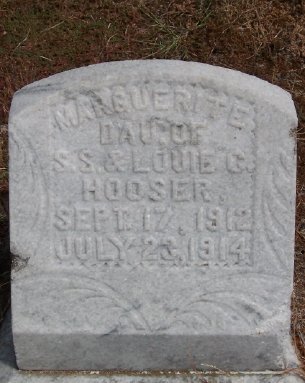 MARGUERITE
DAU. OF
S.S. & LOUIE C.
HOOSER
SEPT. 17, 1912
JULY 23, 1914